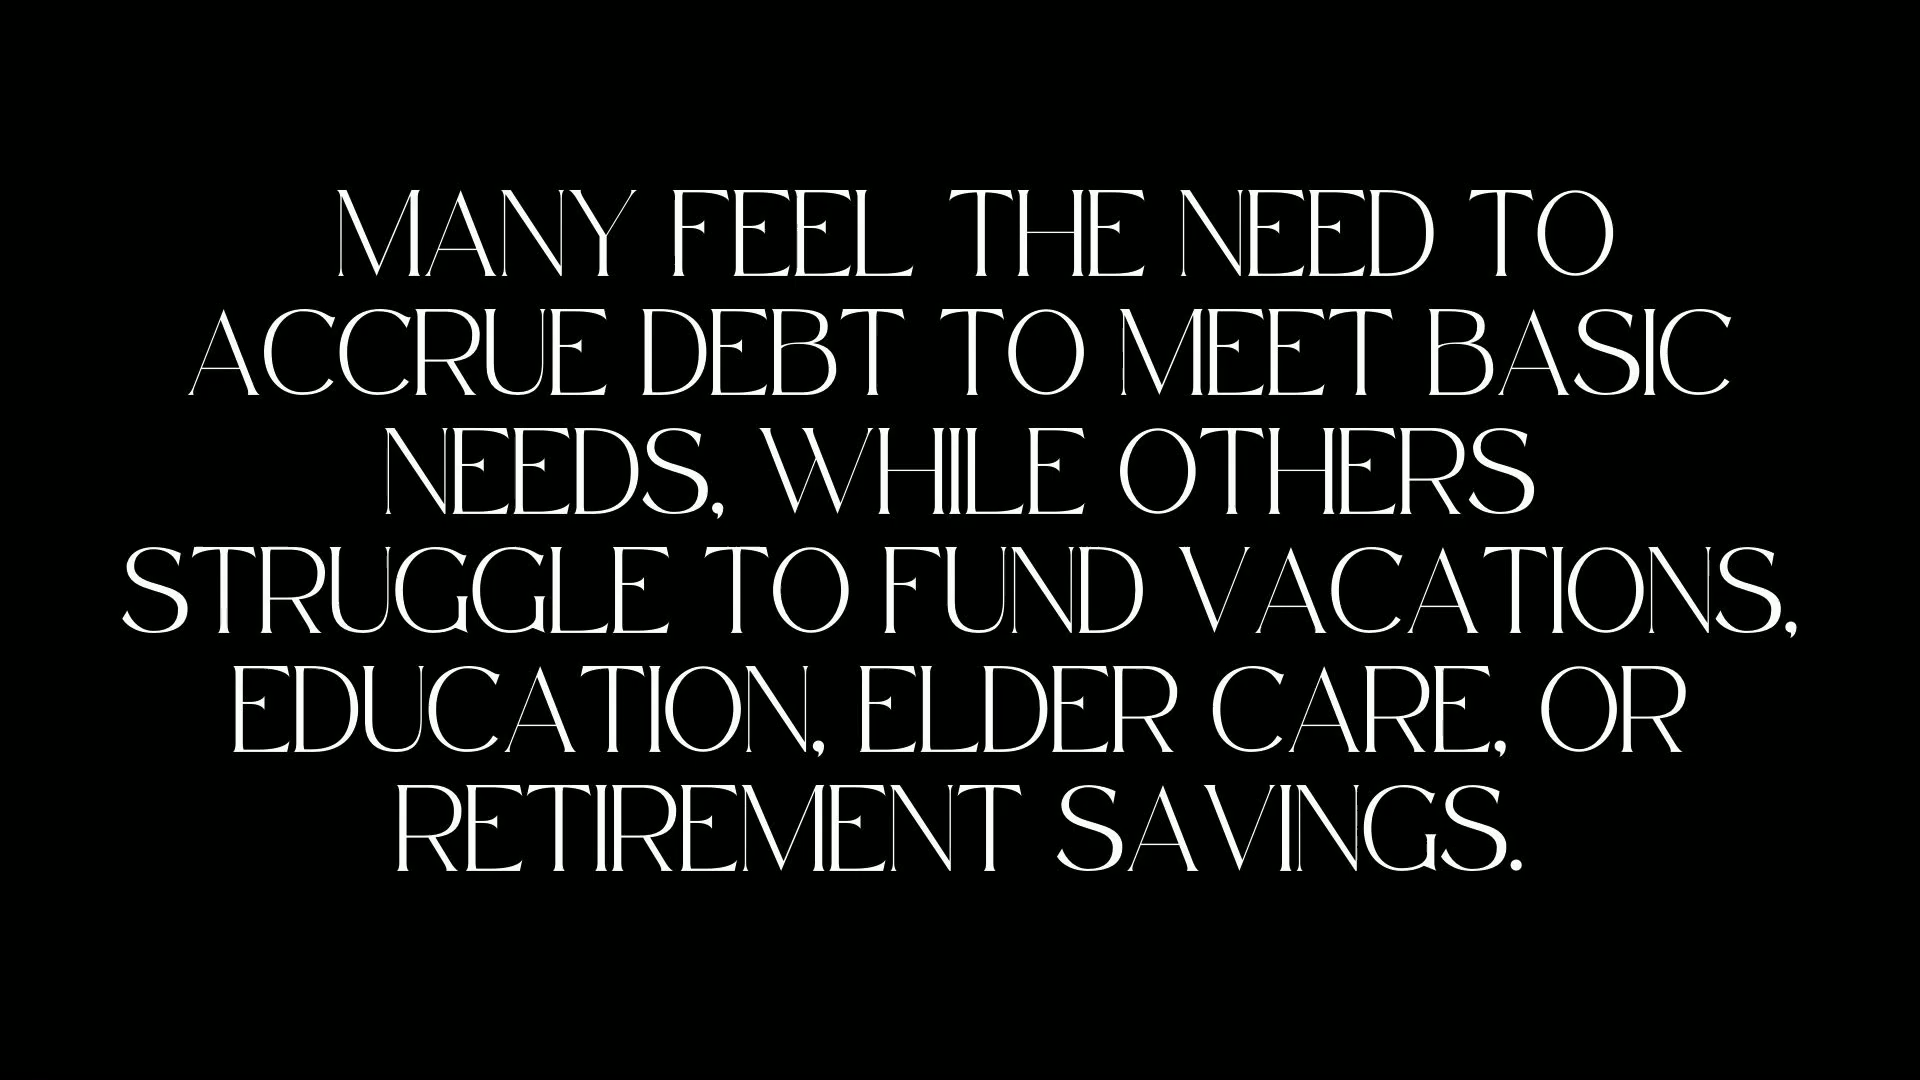 MANY FEEL THE NEED TO
ACCRUE DEBT TO MEET BASIC
NEEDS, WHILE OTHERS
STRUGGLE TO FUND VACATIONS,
EDUCATION, ELDER CARE, OR
RETIREMENT SAVINGS.